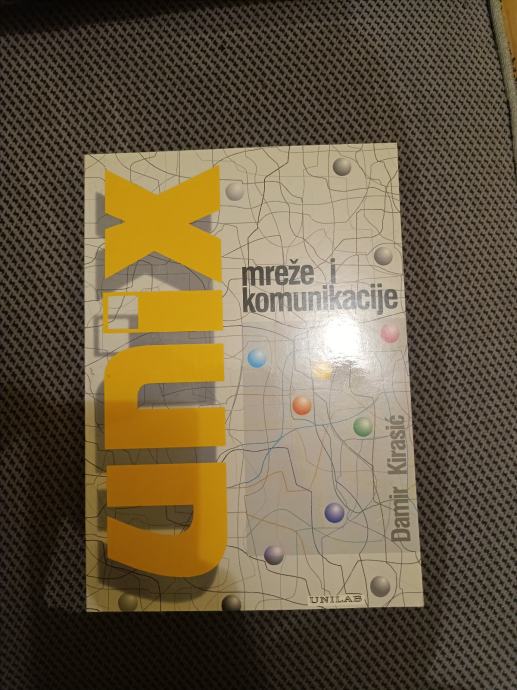 unix
mreže i
komunikacije
Damir Kirasić
UNILAB